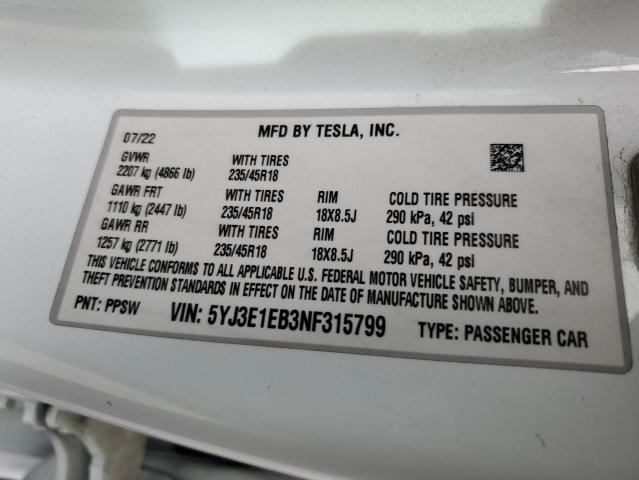 MFD BY TESLA, INC.
07/22
GVWR
2207 kg (4866 lb) WITH TIRES 235/45R18
GAWR FRT WITH TIRES RIM COLD TIRE PRESSURE
1110 kg (2447 lb) 235/45R18 18X8.5J 290 kPa, 42 psi
GAWR RR WITH TIRES RIM COLD TIRE PRESSURE
1257 kg (2771 lb) 235/45R18 18X8.5J 290 kPa, 42 psi
THIS VEHICLE CONFORMS TO ALL APPLICABLE U.S. FEDERAL MOTOR VEHICLE SAFETY, BUMPER, AND
THEFT PREVENTION STANDARDS IN EFFECT ON THE DATE OF MANUFACTURE SHOWN ABOVE.
PNT: PPSW VIN: 5YJ3E1EB3NF315799 TYPE: PASSENGER CAR